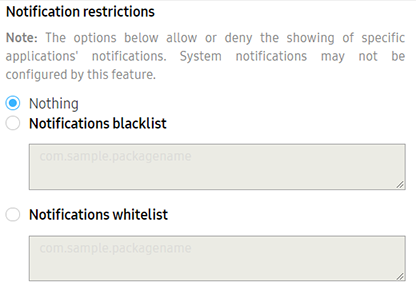 Notification restrictions
Note: The options below allow or deny the showing of specific
applications' notifications. System notifications may not be
configured by this feature.
Nothing
Notifications blacklist
com.sample.packagename
Notifications whitelist
com.sample.packagename